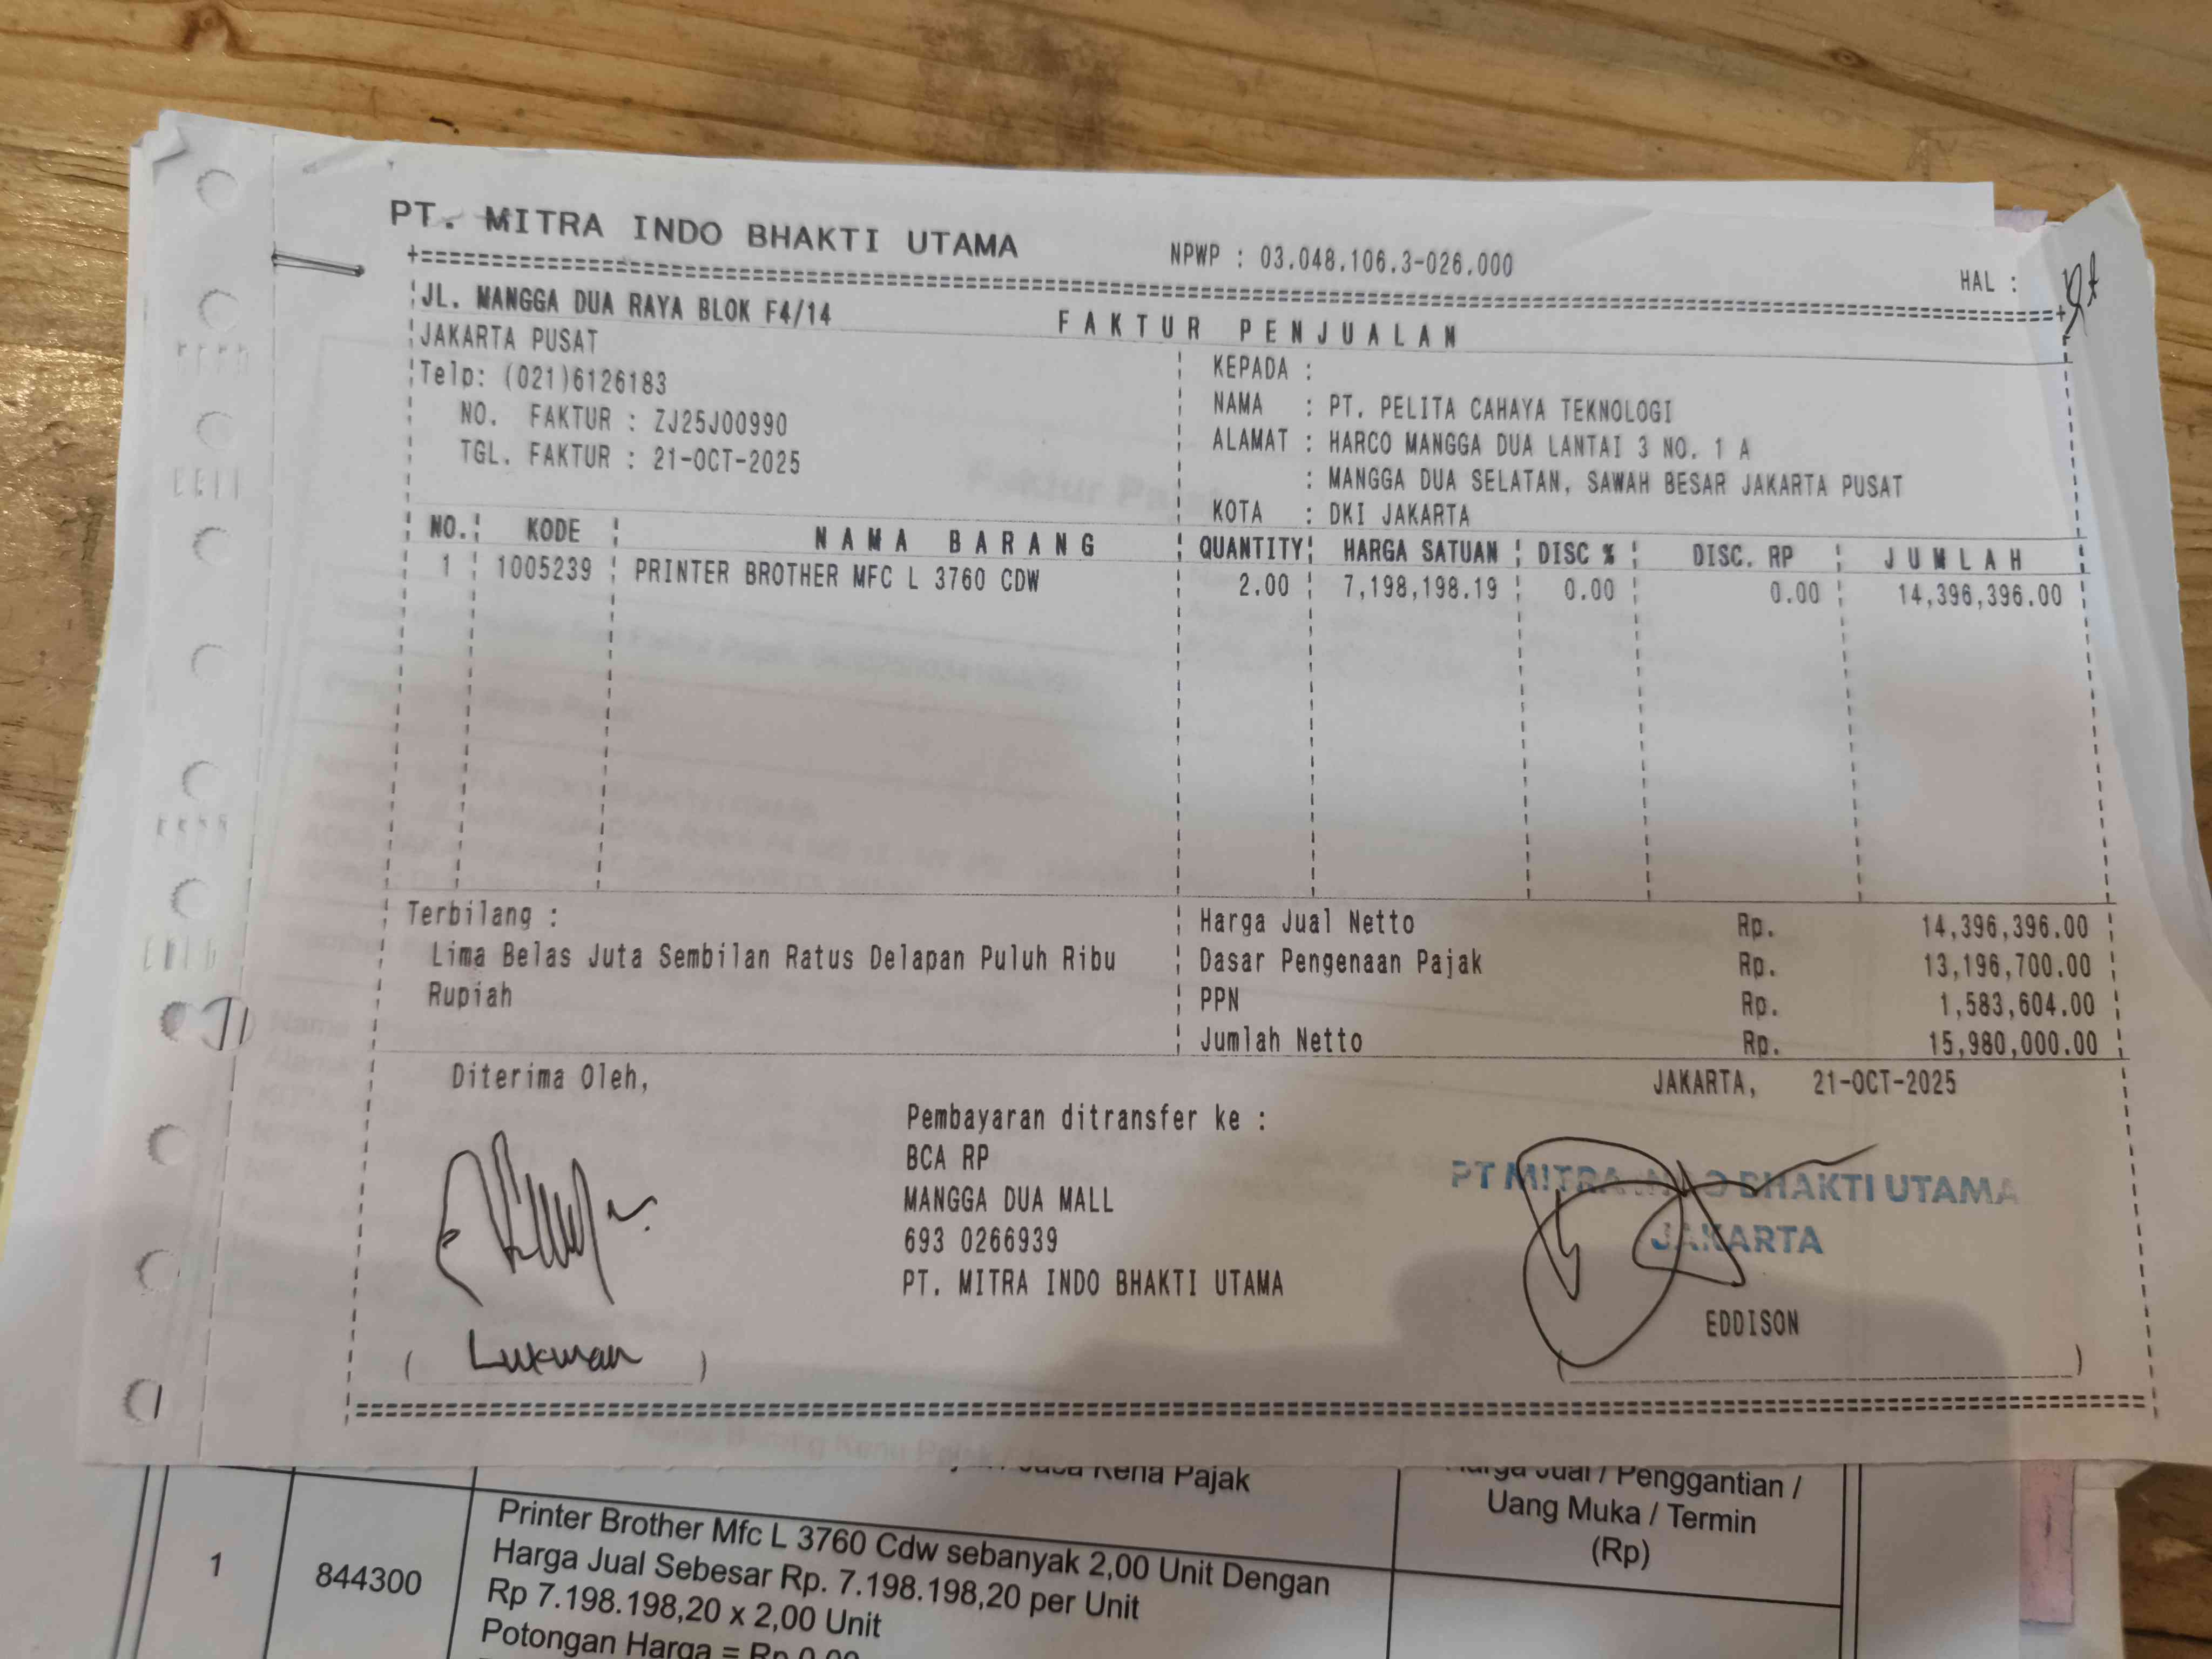 PT. MITRA INDO BHAKTI UTAMA NPWP : 03.048.106.3-026.000 HAL :
JL. MANGGA DUA RAYA BLOK F4/14
FAKTUR PENJUALAN
JAKARTA PUSAT
Telp: (021)6126183
NO. FAKTUR : ZJ25J00990
TGL. FAKTUR : 21-OCT-2025
KEPADA :
NAMA : PT. PELITA CAHAYA TEKNOLOGI
ALAMAT : HARCO MANGGA DUA LANTAI 3 NO. 1 A
: MANGGA DUA SELATAN, SAWAH BESAR JAKARTA PUSAT
KOTA : DKI JAKARTA
NO. KODE NAMA BARANG QUANTITY HARGA SATUAN DISC % DISC. RP JUMLAH
1 1005239 PRINTER BROTHER MFC L 3760 CDW 2.00 7,198,198.19 0.00 0.00 14,396,396.00
Terbilang :
Lima Belas Juta Sembilan Ratus Delapan Puluh Ribu
Rupiah
Harga Jual Netto Rp. 14,396,396.00
Dasar Pengenaan Pajak Rp. 13,196,700.00
PPN Rp. 1,583,604.00
Jumlah Netto Rp. 15,980,000.00
Diterima Oleh,
JAKARTA, 21-OCT-2025
Pembayaran ditransfer ke :
BCA RP
MANGGA DUA MALL
693 0266939
PT. MITRA INDO BHAKTI UTAMA
PT MITRA INDO BHAKTI UTAMA
JAKARTA
EDDISON
( Lukman )
Kena Pajak
Harga Jual / Penggantian /
Uang Muka / Termin
(Rp)
1
844300
Printer Brother Mfc L 3760 Cdw sebanyak 2,00 Unit Dengan
Harga Jual Sebesar Rp. 7.198.198,20 per Unit
Rp 7.198.198,20 x 2,00 Unit
Potongan Harga = Rp 0,00